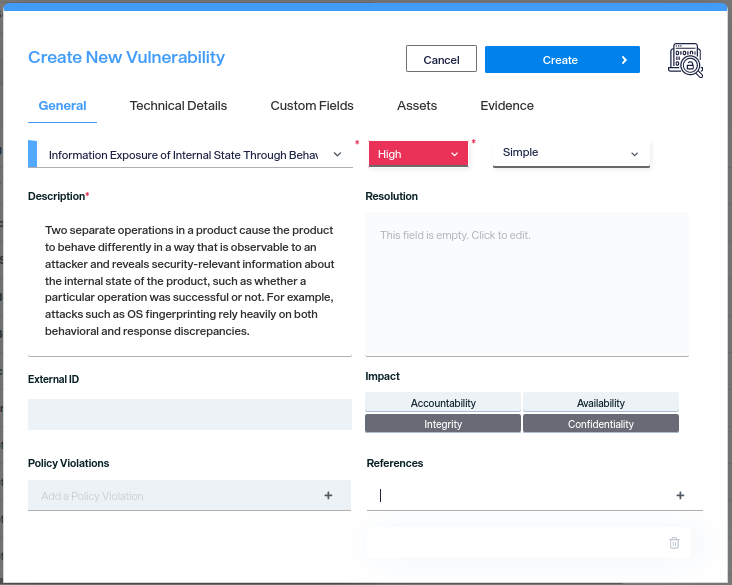 Create New Vulnerability
Cancel
Create
General
Technical Details
Custom Fields
Assets
Evidence
Information Exposure of Internal State Through Behav
*
High
*
Simple
Description*
Two separate operations in a product cause the product
to behave differently in a way that is observable to an
attacker and reveals security-relevant information about
the internal state of the product, such as whether a
particular operation was successful or not. For example,
attacks such as OS fingerprinting rely heavily on both
behavioral and response discrepancies.
Resolution
This field is empty. Click to edit.
External ID
Impact
Accountability
Availability
Integrity
Confidentiality
Policy Violations
Add a Policy Violation
+
References
+